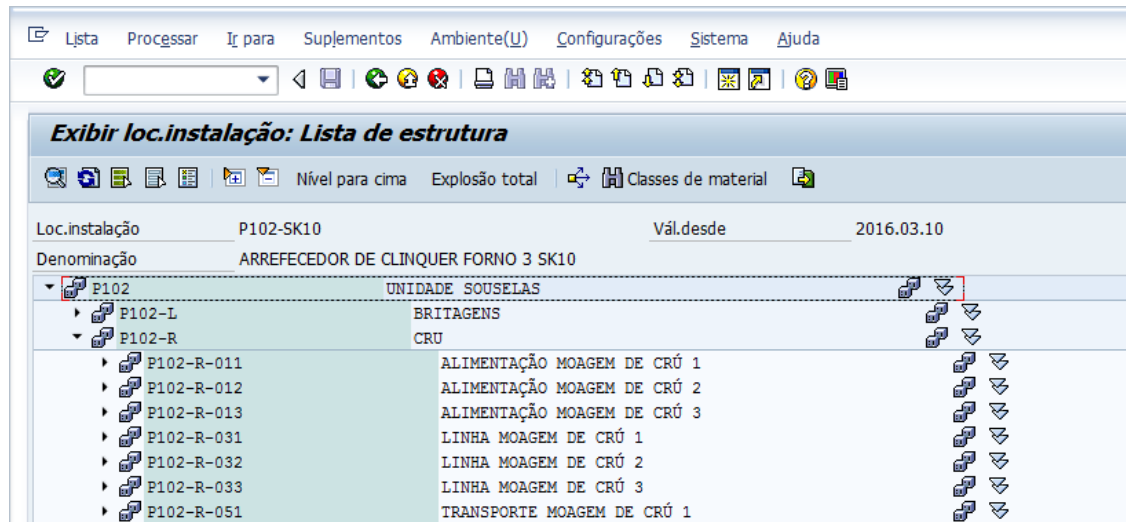 Lista Processar Ir para Suplementos Ambiente(U) Configurações Sistema Ajuda
Exibir loc.instalação: Lista de estrutura
Nível para cima Explosão total Classes de material
Loc.instalação P102-SK10 Vál.desde 2016.03.10
Denominação ARREFECEDOR DE CLINQUER FORNO 3 SK10
P102 UNIDADE SOUSELAS
P102-L BRITAGENS
P102-R CRU
P102-R-011 ALIMENTAÇÃO MOAGEM DE CRÚ 1
P102-R-012 ALIMENTAÇÃO MOAGEM DE CRÚ 2
P102-R-013 ALIMENTAÇÃO MOAGEM DE CRÚ 3
P102-R-031 LINHA MOAGEM DE CRÚ 1
P102-R-032 LINHA MOAGEM DE CRÚ 2
P102-R-033 LINHA MOAGEM DE CRÚ 3
P102-R-051 TRANSPORTE MOAGEM DE CRÚ 1